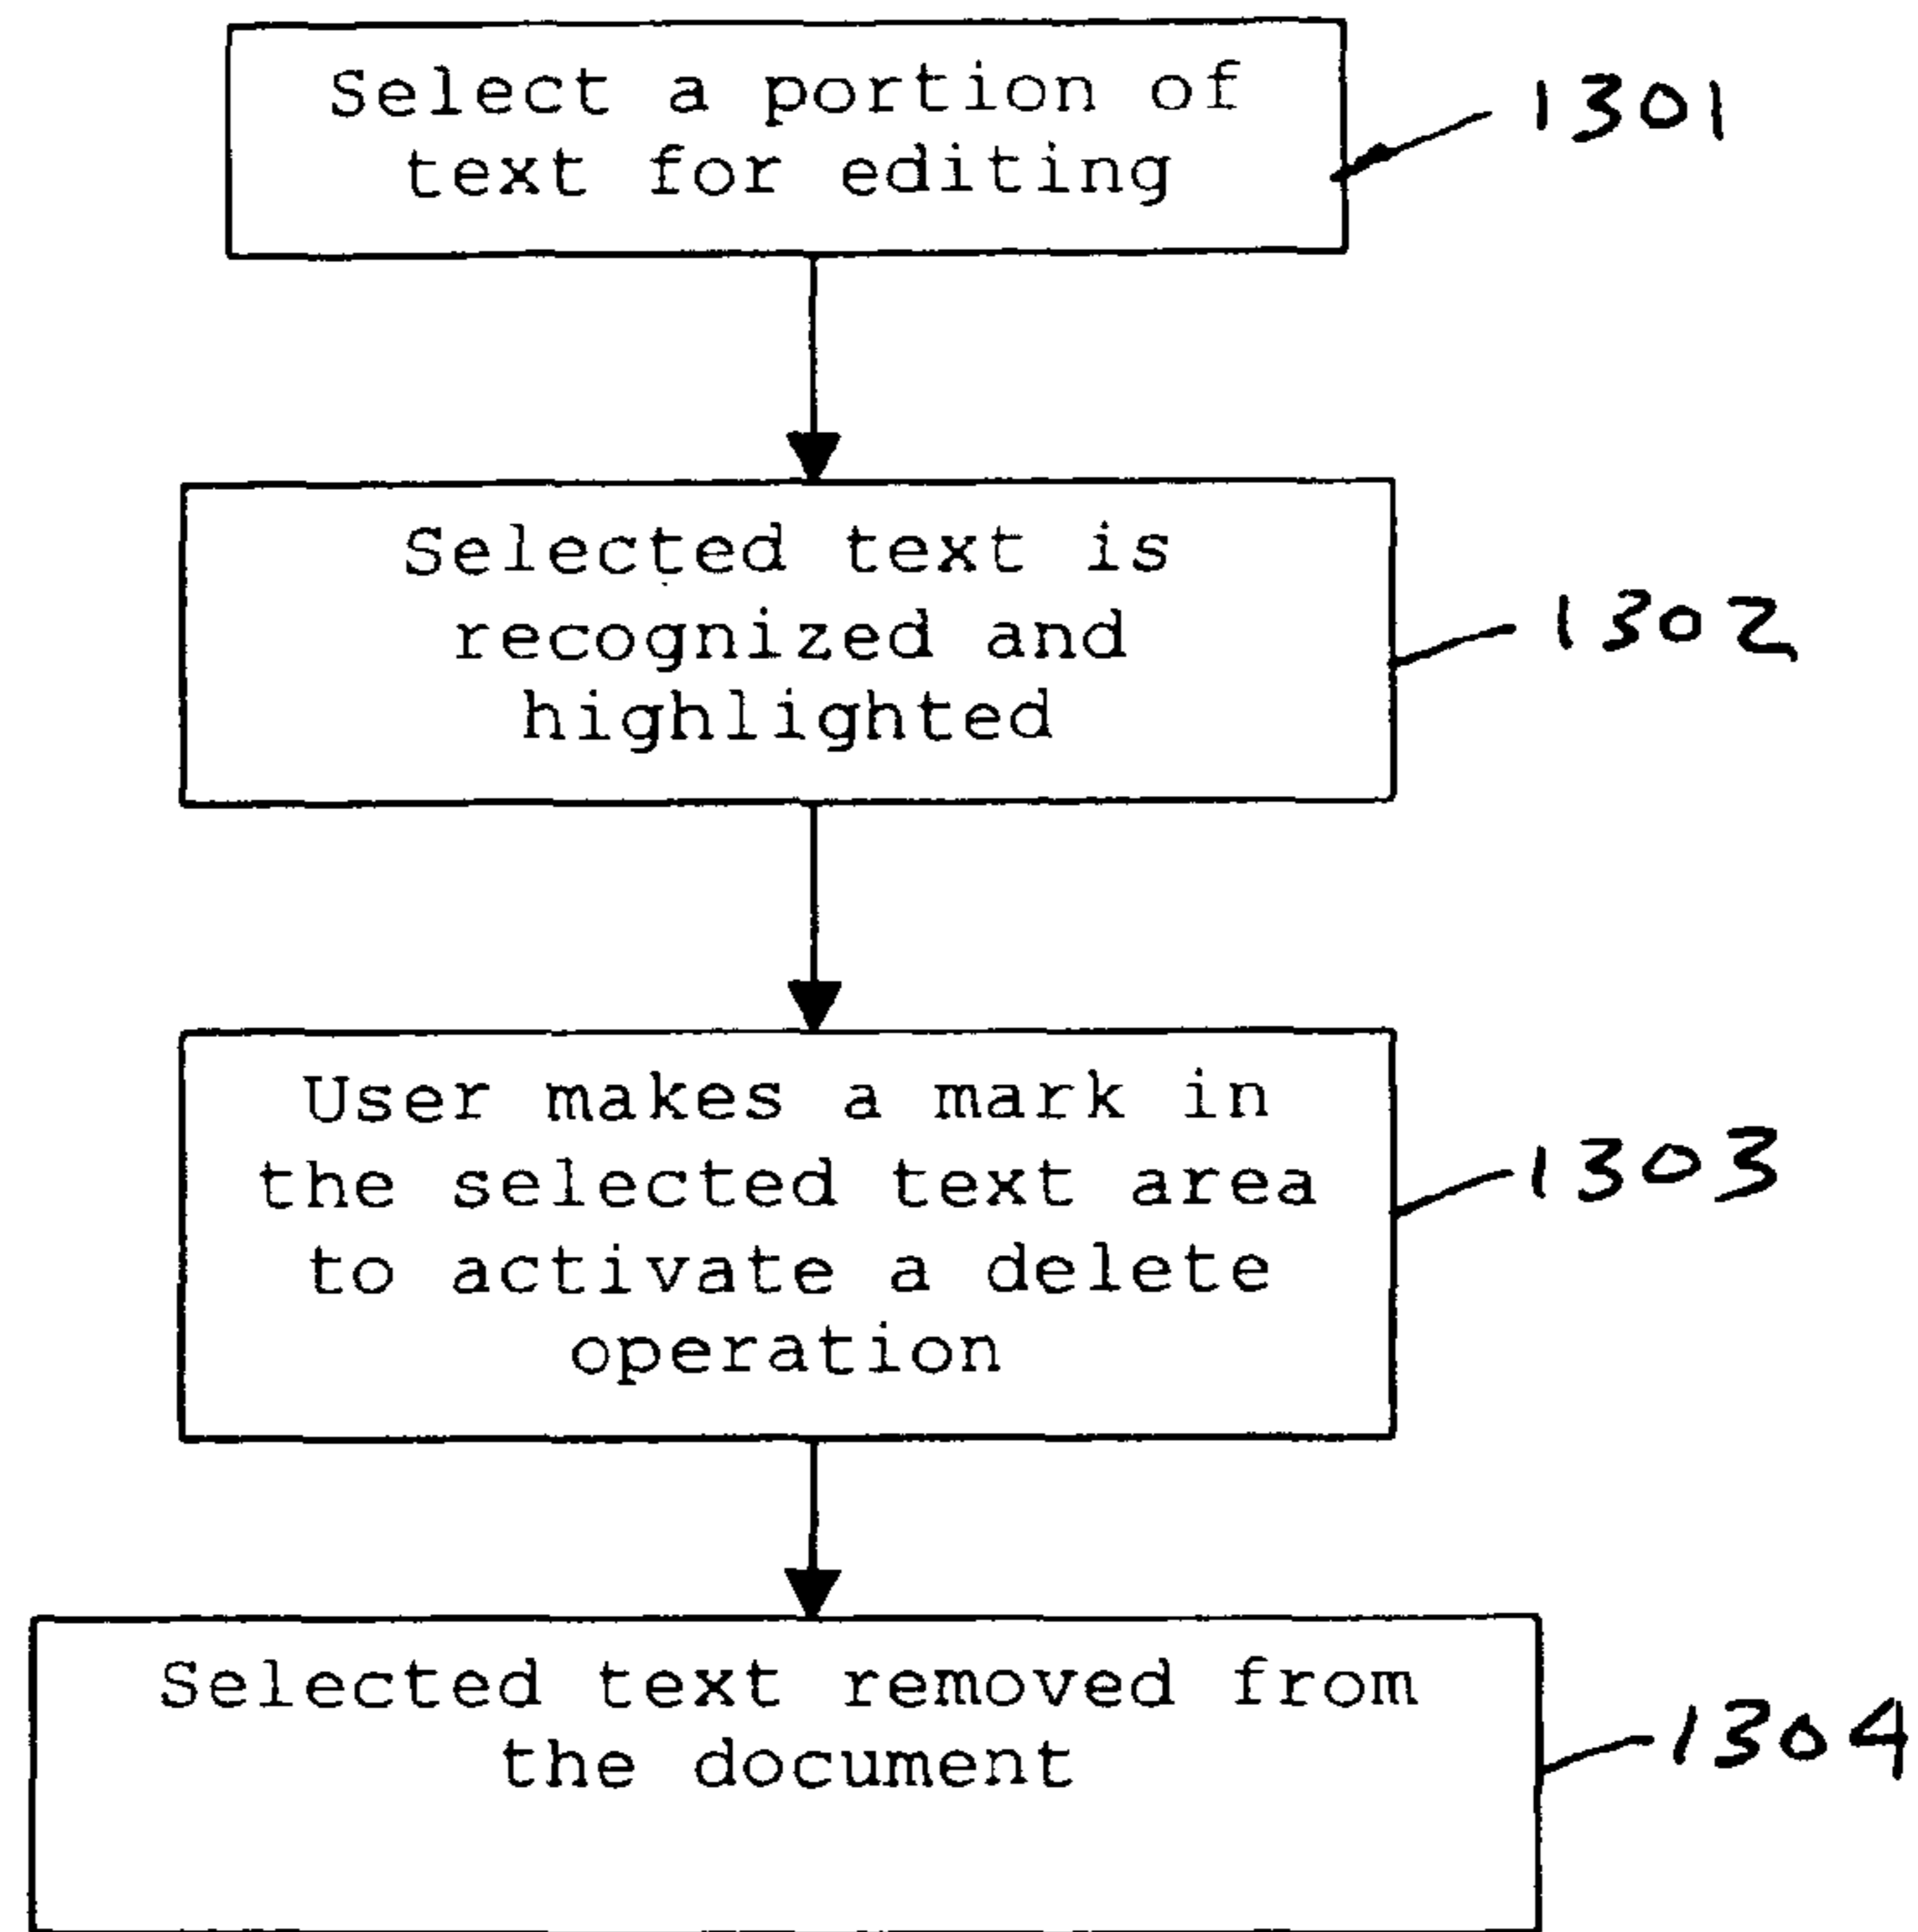 Select a portion of
text for editing
1301
Selected text is
recognized and
highlighted
1302
User makes a mark in
the selected text area
to activate a delete
operation
1303
Selected text removed from
the document
1304